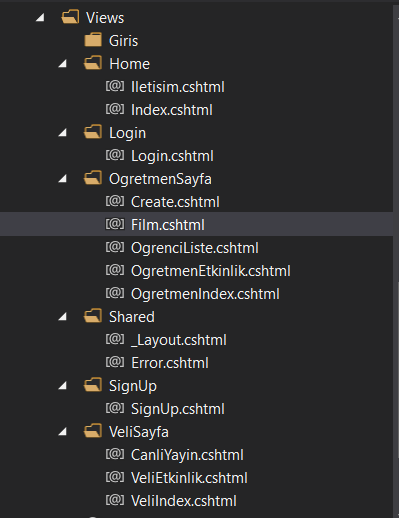 Views
Giris
Home
Iletisim.cshtml
Index.cshtml
Login
Login.cshtml
OgretmenSayfa
Create.cshtml
Film.cshtml
OgrenciListe.cshtml
OgretmenEtkinlik.cshtml
OgretmenIndex.cshtml
Shared
_Layout.cshtml
Error.cshtml
SignUp
SignUp.cshtml
VeliSayfa
CanliYayin.cshtml
VeliEtkinlik.cshtml
VeliIndex.cshtml